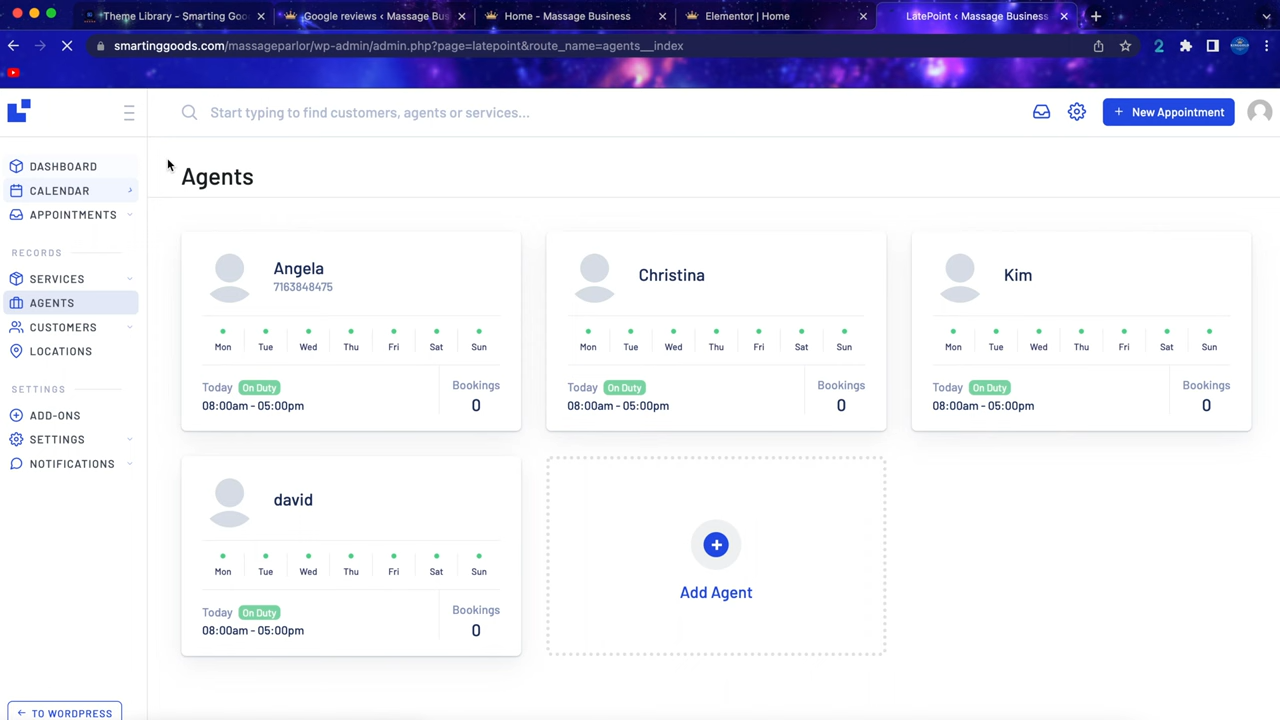 Theme Library - Smarting Goo
Google reviews ‹ Massage Bus
Home - Massage Business
Elementor | Home
LatePoint ‹ Massage Business
smartinggoods.com/massageparlor/wp-admin/admin.php?page=latepoint&route_name=agents__index
2
Start typing to find customers, agents or services...
+ New Appointment
DASHBOARD
CALENDAR
APPOINTMENTS
RECORDS
SERVICES
AGENTS
CUSTOMERS
LOCATIONS
SETTINGS
ADD-ONS
SETTINGS
NOTIFICATIONS
← TO WORDPRESS
Agents
Angela
7163848475
Mon Tue Wed Thu Fri Sat Sun
Today On Duty
08:00am - 05:00pm
Bookings
0
Christina
Mon Tue Wed Thu Fri Sat Sun
Today On Duty
08:00am - 05:00pm
Bookings
0
Kim
Mon Tue Wed Thu Fri Sat Sun
Today On Duty
08:00am - 05:00pm
Bookings
0
david
Mon Tue Wed Thu Fri Sat Sun
Today On Duty
08:00am - 05:00pm
Bookings
0
Add Agent